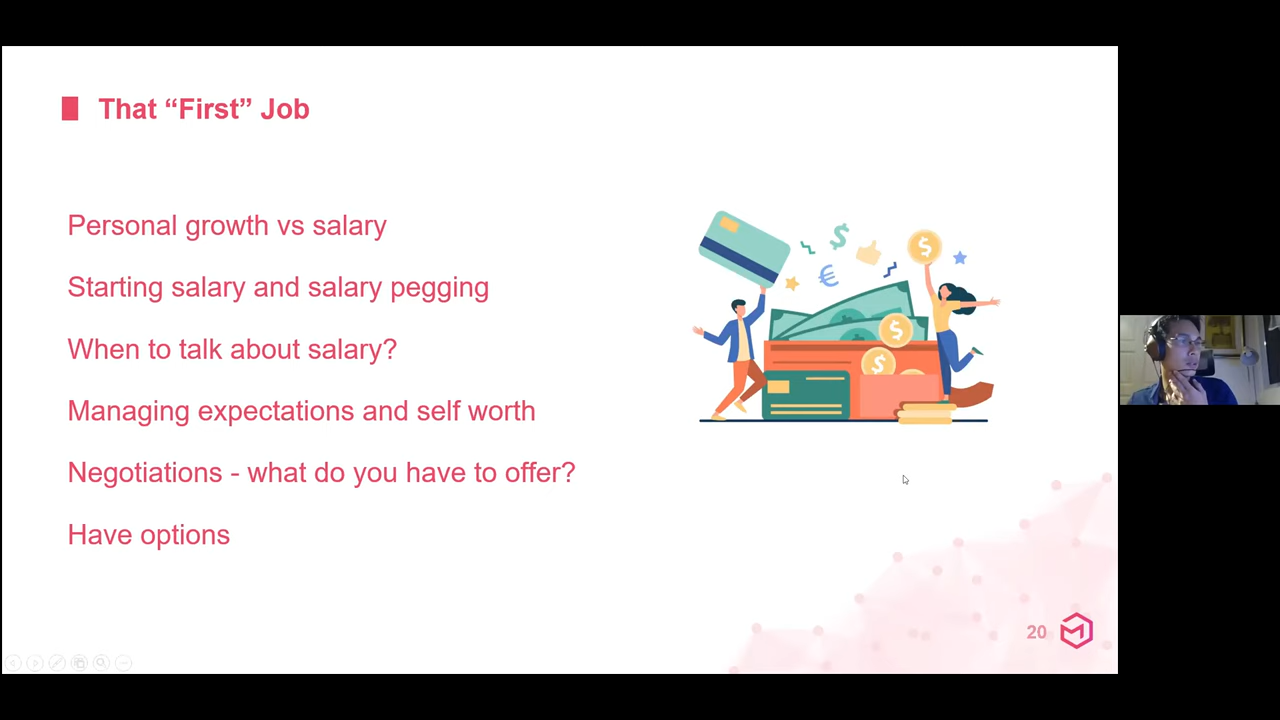 That “First” Job
Personal growth vs salary
Starting salary and salary pegging
When to talk about salary?
Managing expectations and self worth
Negotiations - what do you have to offer?
Have options
20